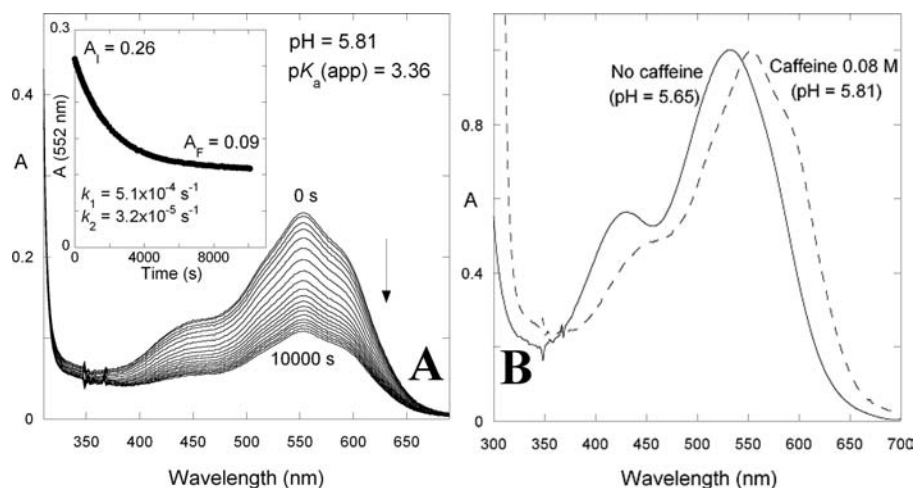 0.3
A_I = 0.26
A (552 nm)
A_F = 0.09
k_1 = 5.1x10^-4 s^-1
k_2 = 3.2x10^-5 s^-1
0
0 4000 8000
Time (s)
pH = 5.81
pK_a(app) = 3.36
0.4
A
0.2
0
0 s
10000 s
A
350 400 450 500 550 600 650
Wavelength (nm)
No caffeine
(pH = 5.65)
Caffeine 0.08 M
(pH = 5.81)
0.8
A
0.4
0
B
300 350 400 450 500 550 600 650 700
Wavelength (nm)